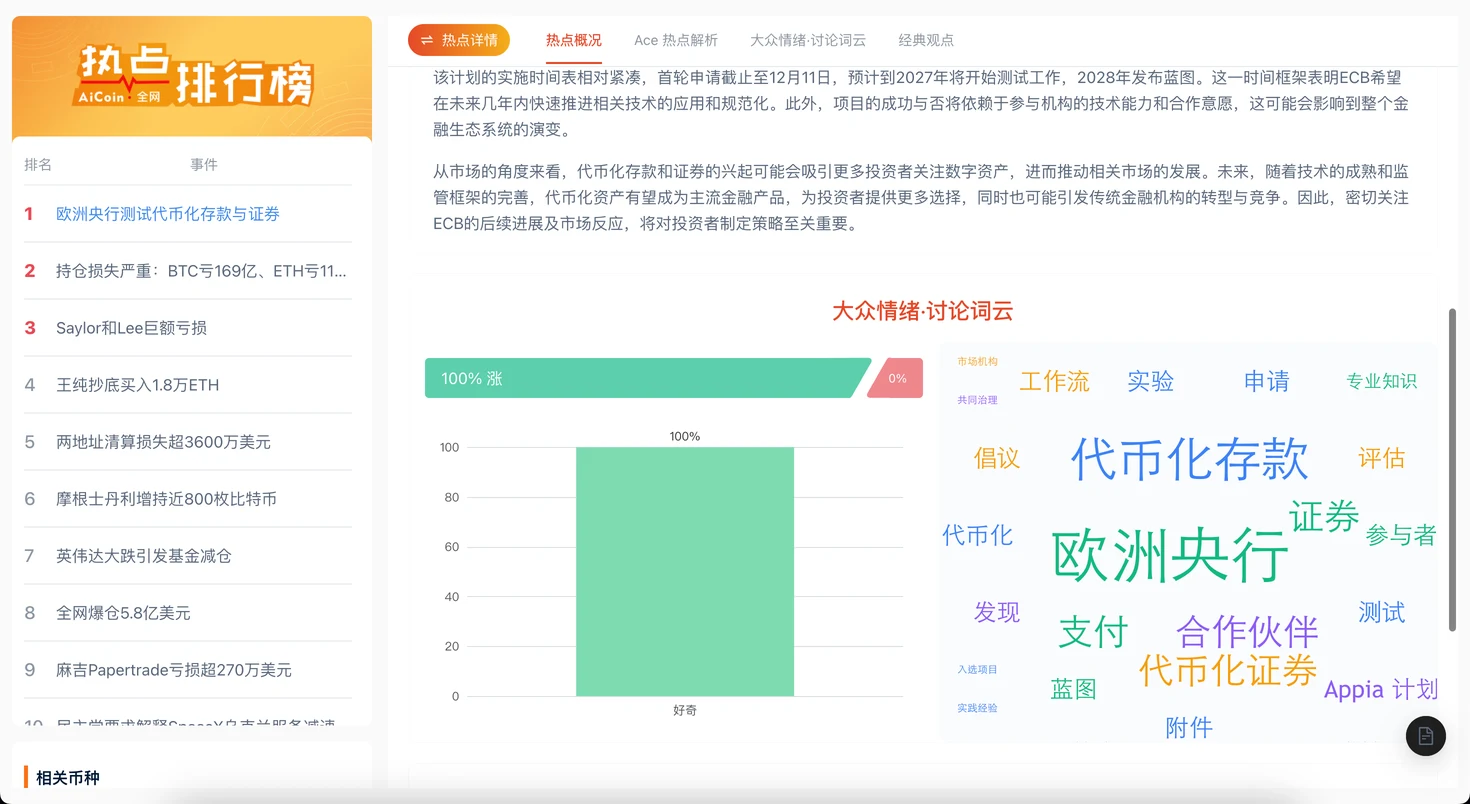 热点
AiCoin·全网
排行榜
排名 事件
1 欧洲央行测试代币化存款与证券
2 持仓损失严重：BTC亏169亿、ETH亏11...
3 Saylor和Lee巨额亏损
4 王纯抄底买入1.8万ETH
5 两地址清算损失超3600万美元
6 摩根士丹利增持近800枚比特币
7 英伟达大跌引发基金减仓
8 全网爆仓5.8亿美元
9 麻吉Papertrade亏损超270万美元
10 民主党要求解释SpaceX乌克兰服务减速
相关币种
热点详情 热点概况 Ace 热点解析 大众情绪·讨论词云 经典观点
该计划的实施时间表相对紧凑，首轮申请截止至12月11日，预计到2027年将开始测试工作，2028年发布蓝图。这一时间框架表明ECB希望
在未来几年内快速推进相关技术的应用和规范化。此外，项目的成功与否将依赖于参与机构的技术能力和合作意愿，这可能会影响到整个金
融生态系统的演变。
从市场的角度来看，代币化存款和证券的兴起可能会吸引更多投资者关注数字资产，进而推动相关市场的发展。未来，随着技术的成熟和监
管框架的完善，代币化资产有望成为主流金融产品，为投资者提供更多选择，同时也可能引发传统金融机构的转型与竞争。因此，密切关注
ECB的后续进展及市场反应，将对投资者制定策略至关重要。
大众情绪·讨论词云
100% 涨 0%
100%
100
80
60
40
20
0
好奇
市场机构
工作流 实验 申请 专业知识
共同治理
倡议 代币化存款 评估
证券
代币化 欧洲央行 参与者
发现 测试
支付 合作伙伴
入选项目 代币化证券
蓝图 Appia 计划
实践经验
附件